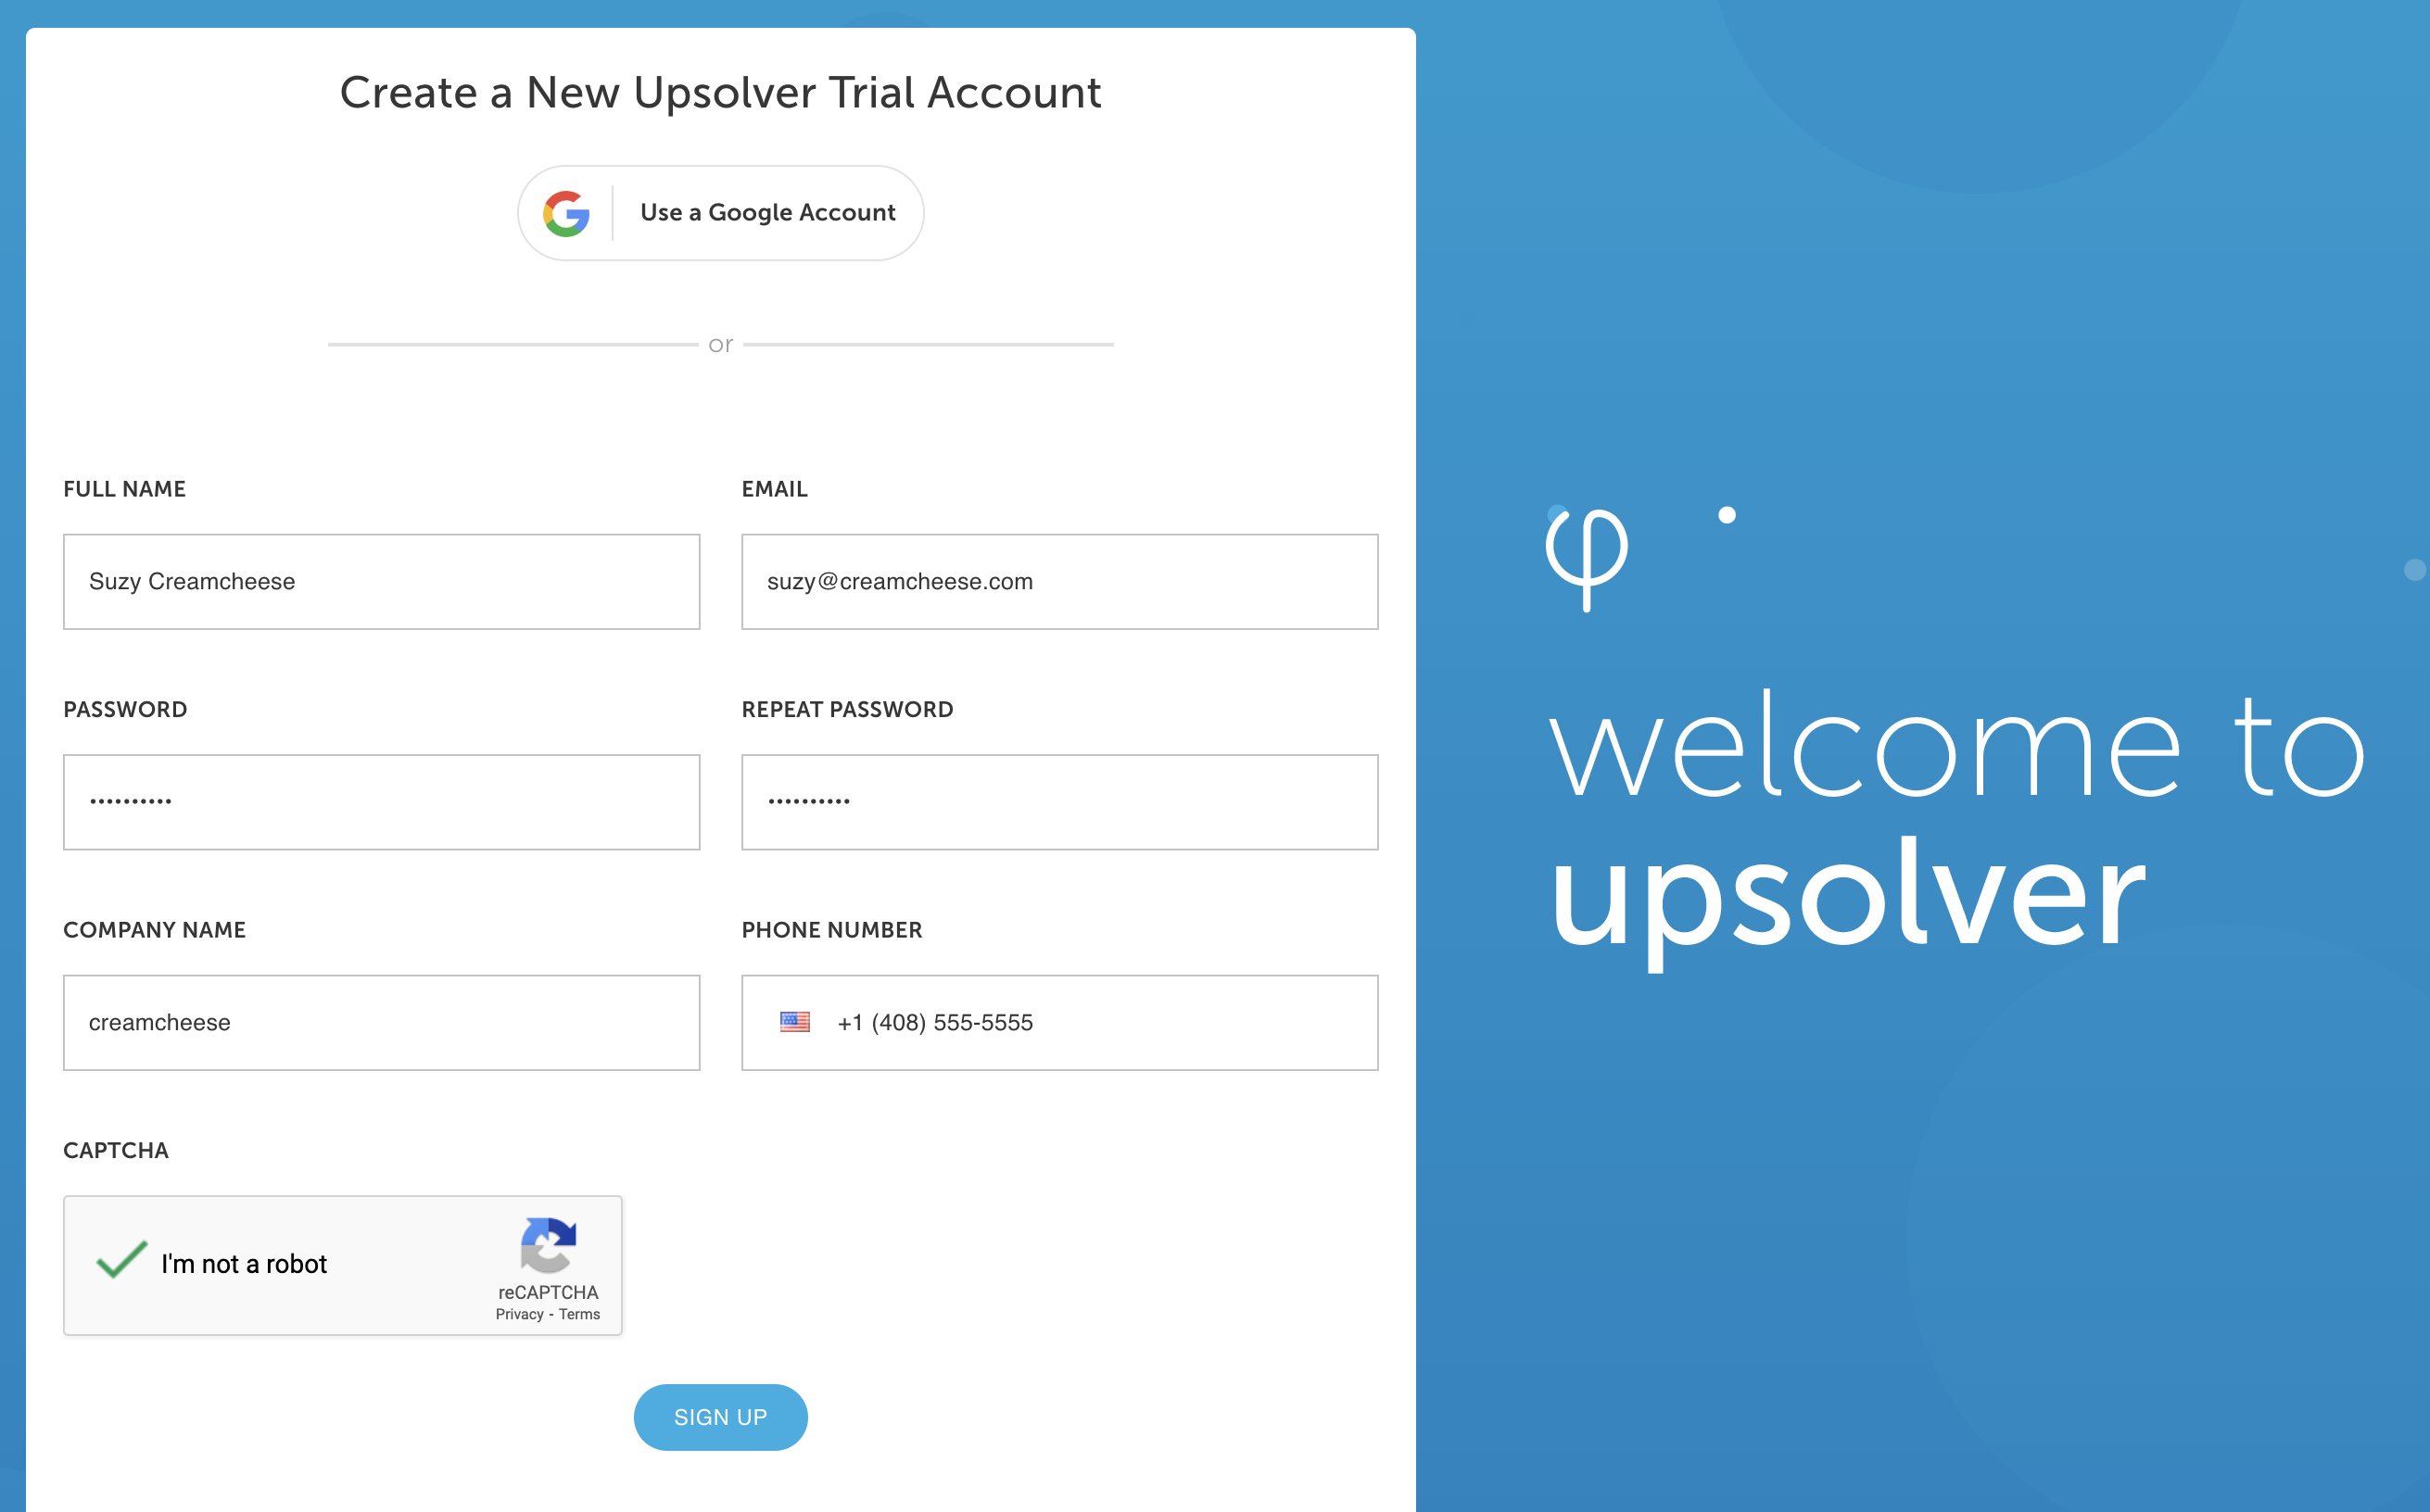 Create a New Upsolver Trial Account
Use a Google Account
or
FULL NAME
EMAIL
Suzy Creamcheese
suzy@creamcheese.com
PASSWORD
REPEAT PASSWORD
••••••••••
••••••••••
COMPANY NAME
PHONE NUMBER
creamcheese
+1 (408) 555-5555
CAPTCHA
I'm not a robot
reCAPTCHA
Privacy - Terms
SIGN UP
φ
welcome to
upsolver